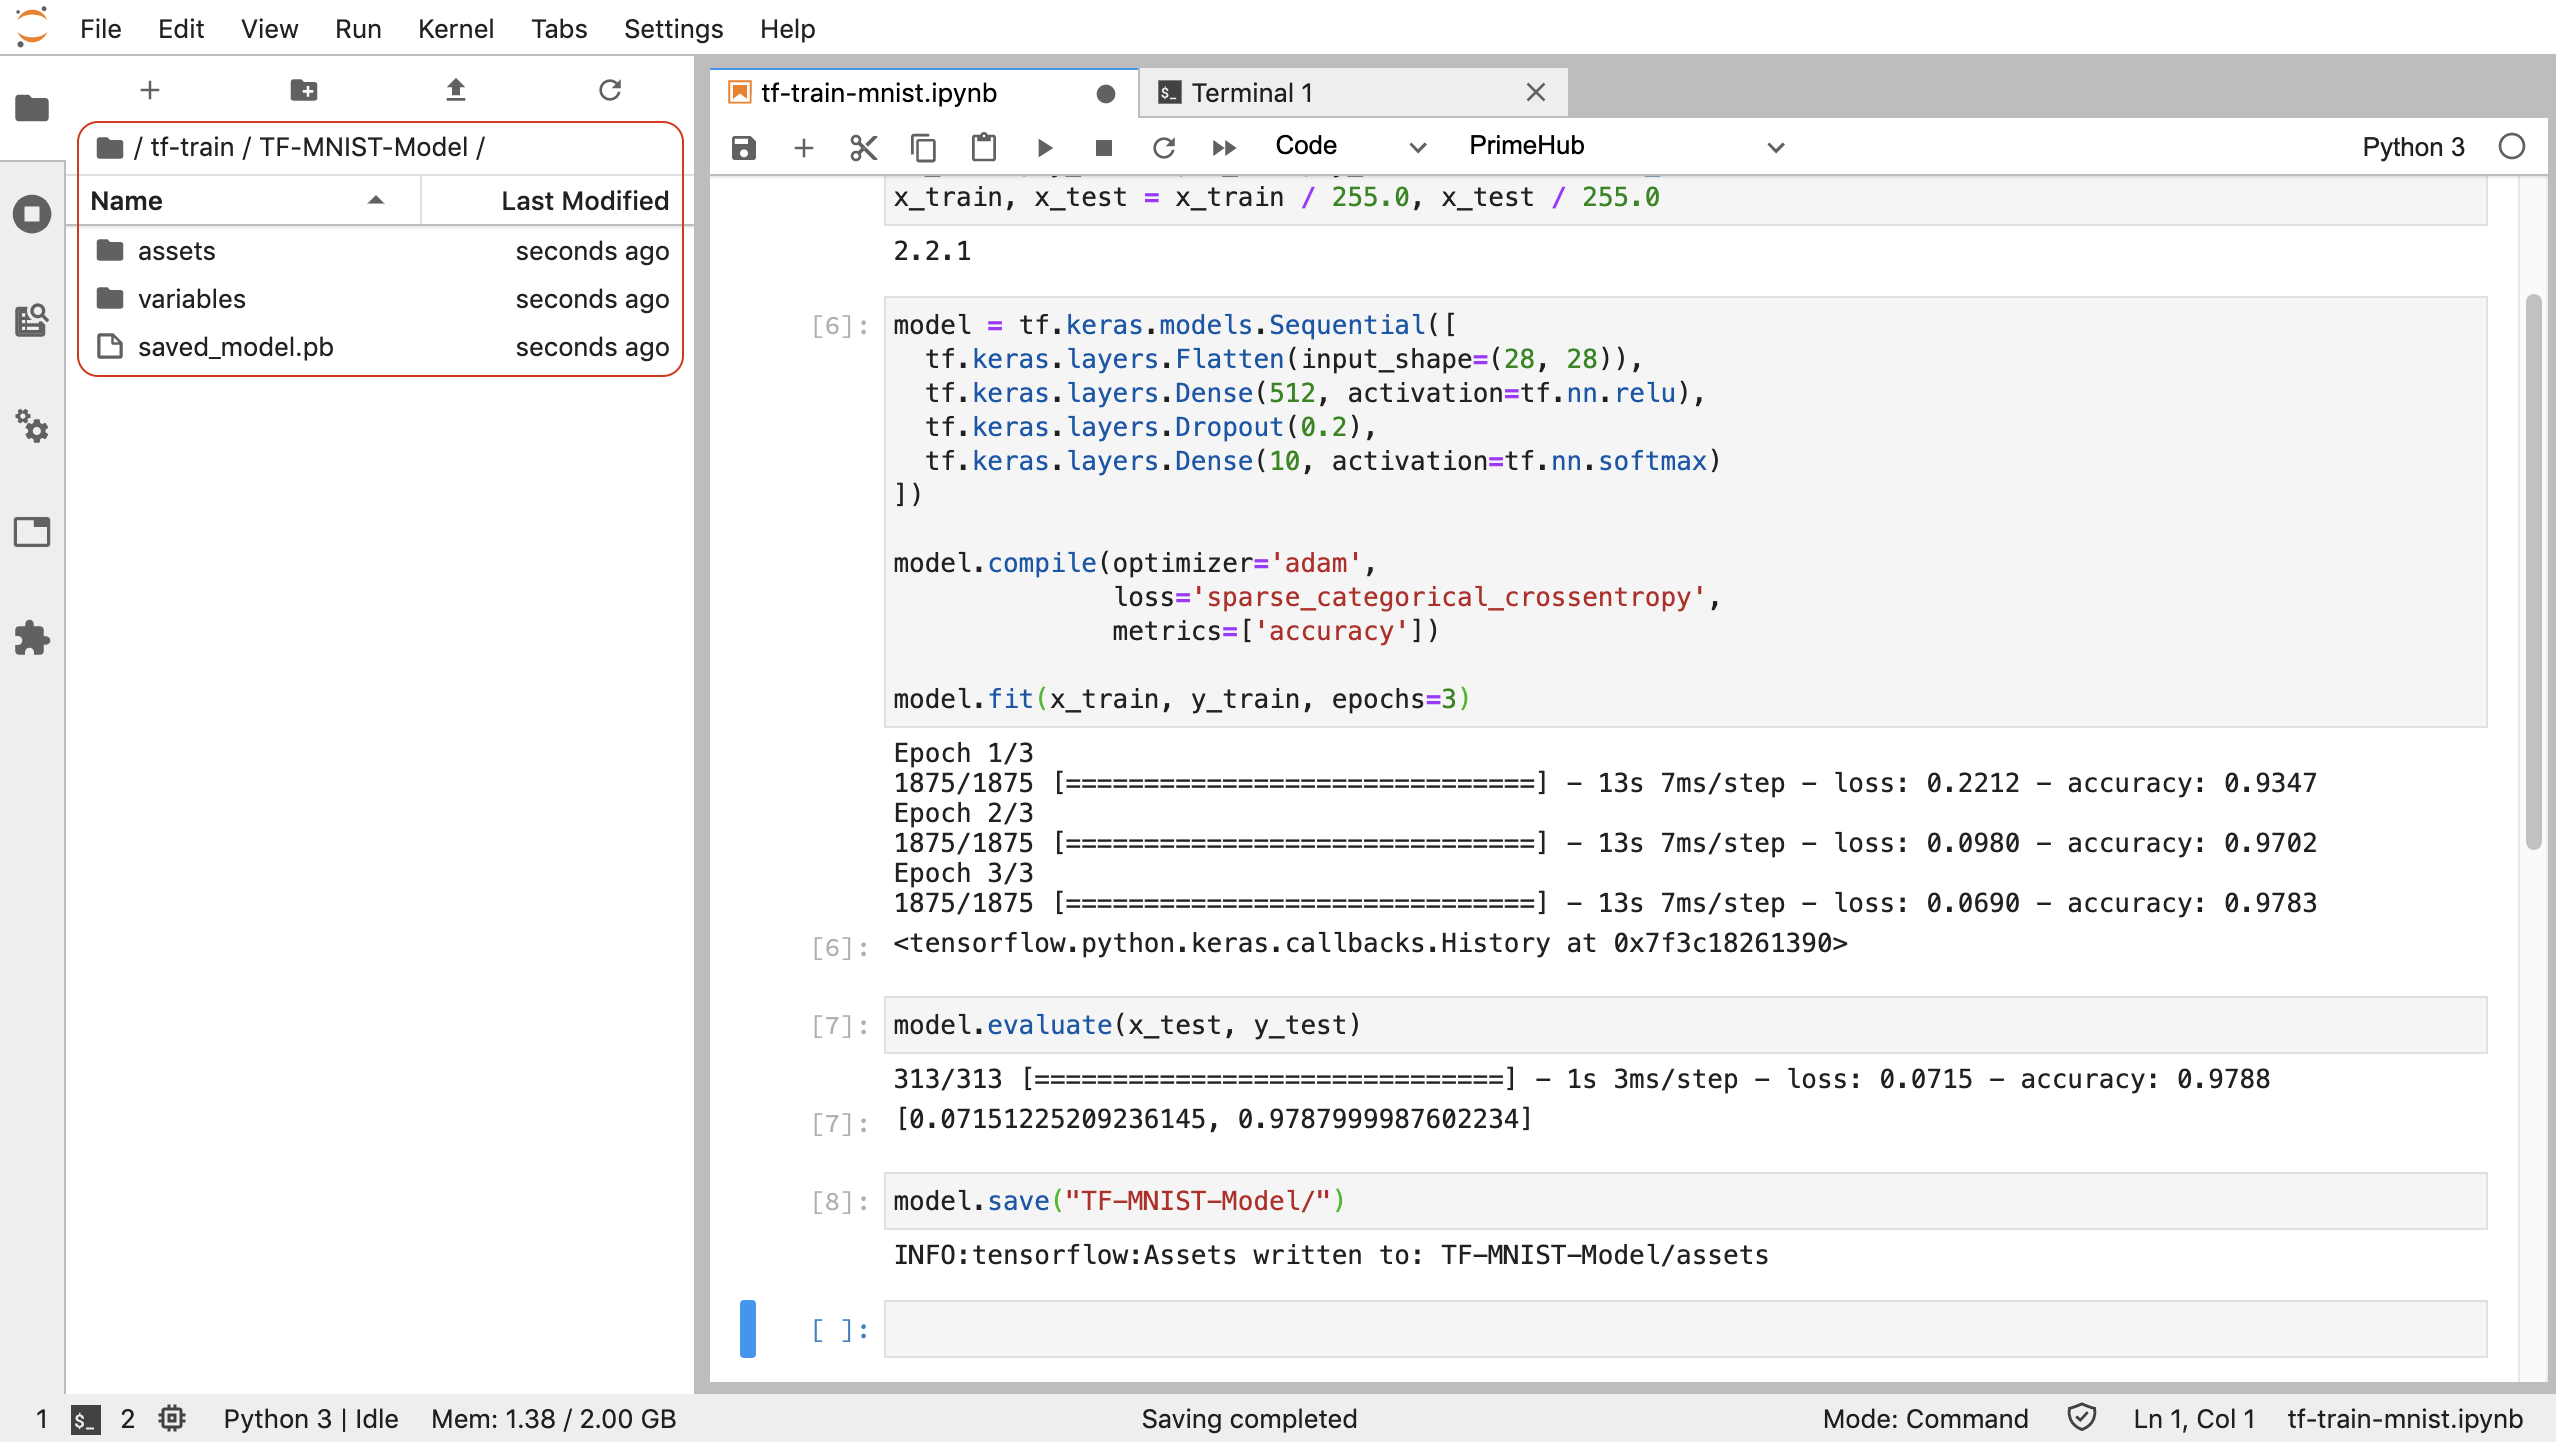 File Edit View Run Kernel Tabs Settings Help
/ tf-train / TF-MNIST-Model /
Name Last Modified
assets seconds ago
variables seconds ago
saved_model.pb seconds ago
tf-train-mnist.ipynb
Terminal 1
Code PrimeHub Python 3
x_train, x_test = x_train / 255.0, x_test / 255.0
2.2.1
[6]: model = tf.keras.models.Sequential([
  tf.keras.layers.Flatten(input_shape=(28, 28)),
  tf.keras.layers.Dense(512, activation=tf.nn.relu),
  tf.keras.layers.Dropout(0.2),
  tf.keras.layers.Dense(10, activation=tf.nn.softmax)
])
model.compile(optimizer='adam',
              loss='sparse_categorical_crossentropy',
              metrics=['accuracy'])
model.fit(x_train, y_train, epochs=3)
Epoch 1/3
1875/1875 [==============================] - 13s 7ms/step - loss: 0.2212 - accuracy: 0.9347
Epoch 2/3
1875/1875 [==============================] - 13s 7ms/step - loss: 0.0980 - accuracy: 0.9702
Epoch 3/3
1875/1875 [==============================] - 13s 7ms/step - loss: 0.0690 - accuracy: 0.9783
[6]: <tensorflow.python.keras.callbacks.History at 0x7f3c18261390>
[7]: model.evaluate(x_test, y_test)
313/313 [==============================] - 1s 3ms/step - loss: 0.0715 - accuracy: 0.9788
[7]: [0.07151225209236145, 0.9787999987602234]
[8]: model.save("TF-MNIST-Model/")
INFO:tensorflow:Assets written to: TF-MNIST-Model/assets
[ ]:
1 $_ 2 Python 3 | Idle Mem: 1.38 / 2.00 GB Saving completed Mode: Command Ln 1, Col 1 tf-train-mnist.ipynb